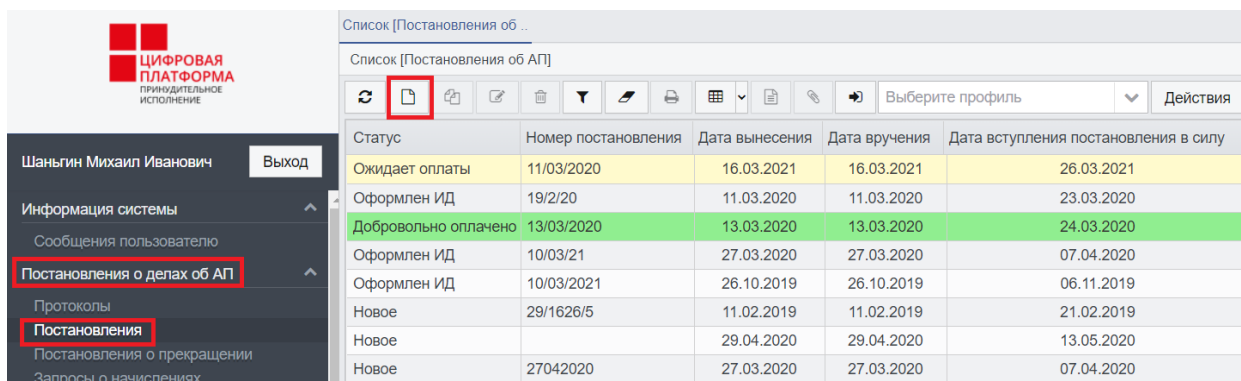 ЦИФРОВАЯ
ПЛАТФОРМА
ПРИНУДИТЕЛЬНОЕ
ИСПОЛНЕНИЕ
Шаньгин Михаил Иванович Выход
Информация системы
Сообщения пользователю
Постановления о делах об АП
Протоколы
Постановления
Постановления о прекращении
Запросы о начислениях
Список [Постановления об ..
Список [Постановления об АП]
Выберите профиль Действия
Статус Номер постановления Дата вынесения Дата вручения Дата вступления постановления в силу
Ожидает оплаты 11/03/2020 16.03.2021 16.03.2021 26.03.2021
Оформлен ИД 19/2/20 11.03.2020 11.03.2020 23.03.2020
Добровольно оплачено 13/03/2020 13.03.2020 13.03.2020 24.03.2020
Оформлен ИД 10/03/21 27.03.2020 27.03.2020 07.04.2020
Оформлен ИД 10/03/2021 26.10.2019 26.10.2019 06.11.2019
Новое 29/1626/5 11.02.2019 11.02.2019 21.02.2019
Новое 29.04.2020 29.04.2020 13.05.2020
Новое 27042020 27.03.2020 27.03.2020 07.04.2020